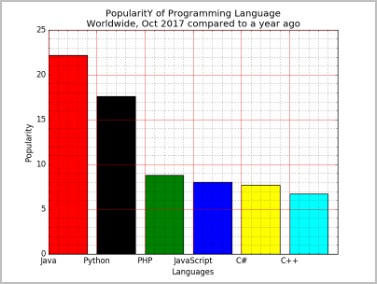 PopularitY of Programming Language
Worldwide, Oct 2017 compared to a year ago
25
20
15
10
5
0
Popularity
Java Python PHP JavaScript C# C++
Languages